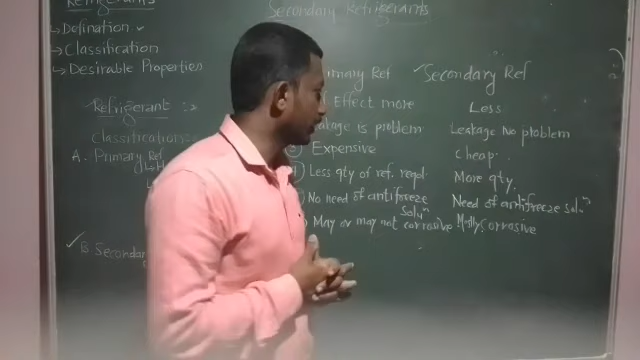 Refrigerants
Secondary Refrigerants
↳ Definition ✓
↳ Classification
↳ Desirable Properties
Refrigerant :→
Classifications
A. Primary Ref
✓ B Secondary
Primary Ref ✓ Secondary Ref
Effect more Less
Leakage is problem Leakage No problem
Expensive Cheap.
Less qty of ref. reqd. More qty.
No need of antifreeze soluⁿ Need of antifreeze soluⁿ
May or may not corrosive Mostly corrosive